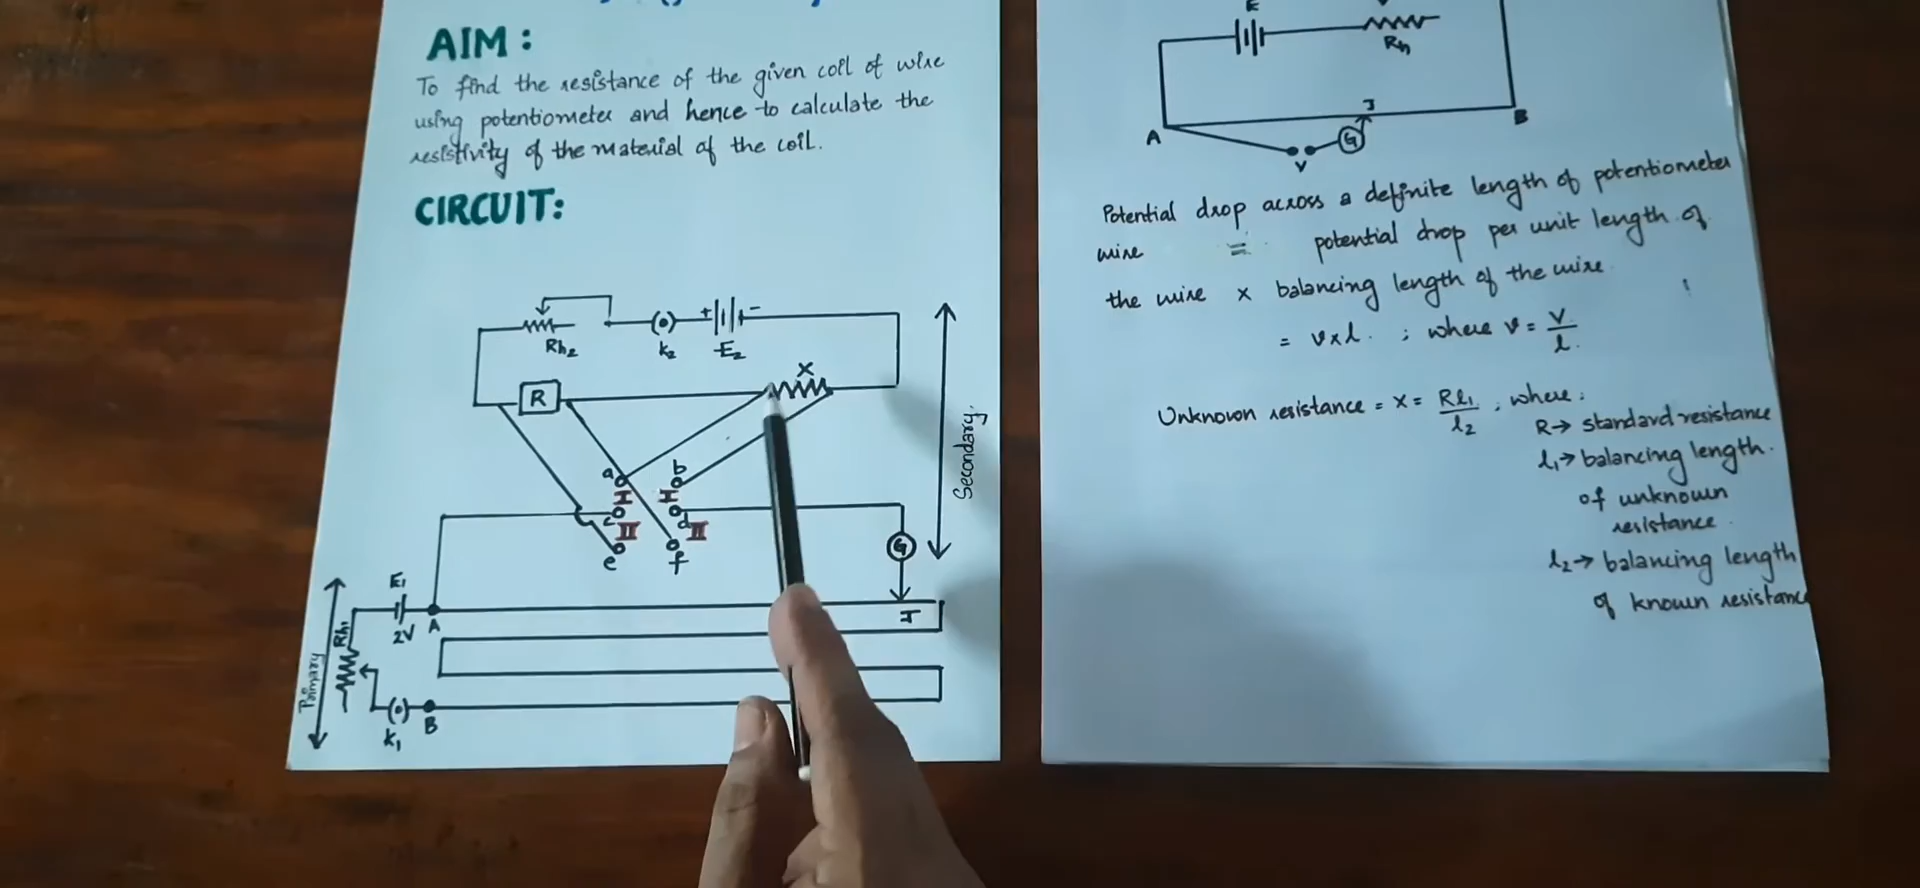 AIM:
To find the resistance of the given coil of wire
using potentiometer and hence to calculate the
resistivity of the material of the coil.
CIRCUIT:
Rh2
K2
+
-
E2
R
X
a
b
I
I
c
d
II
II
e
f
G
J
Secondary.
E1
2V
A
Rh1
Primary
K1
B
E
Rh
A
J
B
G
V
Potential drop across a definite length of potentiometer
wire = potential drop per unit length of
the wire x balancing length of the wire
= v x l. ; where v = V/l.
Unknown resistance = X = Rl1/l2, where;
R→ standard resistance
l1→ balancing length
of unknown
resistance.
l2→ balancing length
of known resistance